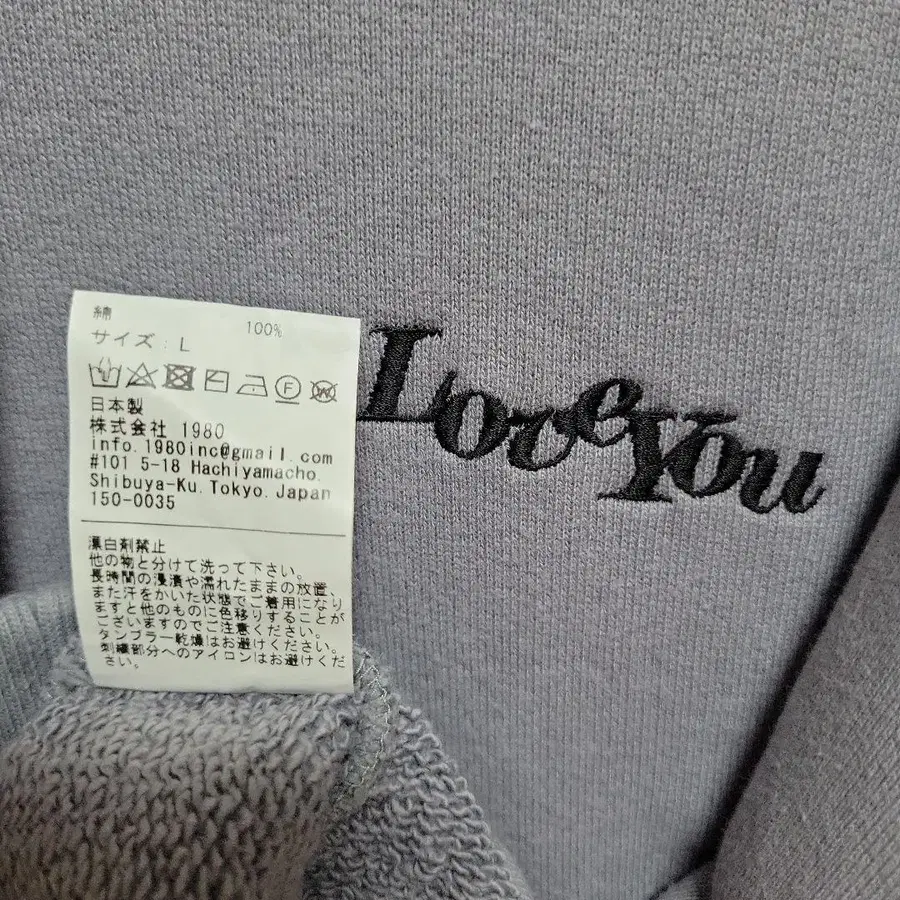 綿 100%
サイズ : L
日本製
株式会社 1980
info.1980inc@gmail.com
#101 5-18 Hachiyamacho.
Shibuya-Ku.Tokyo.Japan
150-0035
漂白剤禁止
他の物と分けて洗って下さい。
長時間の浸漬や濡れたままの放置、
また汗をかいた状態でご着用になり
ますと他のものに色移りすることが
ございますのでご注意ください。
タンブラー乾燥はお避けください。
刺繍部分へのアイロンはお避けくだ
さい。
LoveYou